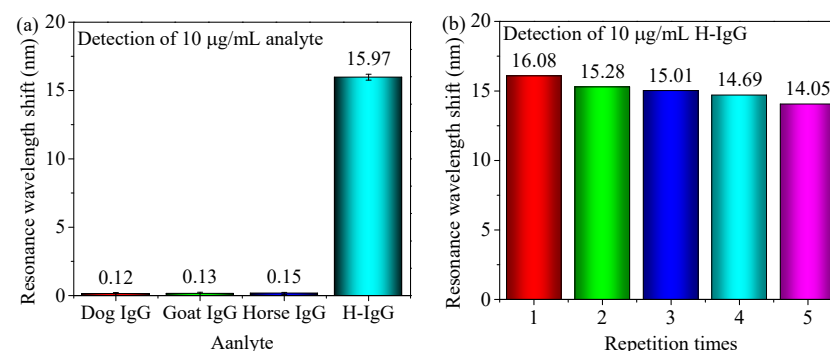 (a)
20
Detection of 10 μg/mL analyte
15.97
15
10
5
0.12 0.13 0.15
0
Dog IgG Goat IgG Horse IgG H-IgG
Aanlyte
Resonance wavelength shift (nm)
(b)
20
Detection of 10 μg/mL H-IgG
16.08
15.28
15.01
14.69
14.05
15
10
5
0
1 2 3 4 5
Repetition times
Resonance wavelength shift (nm)